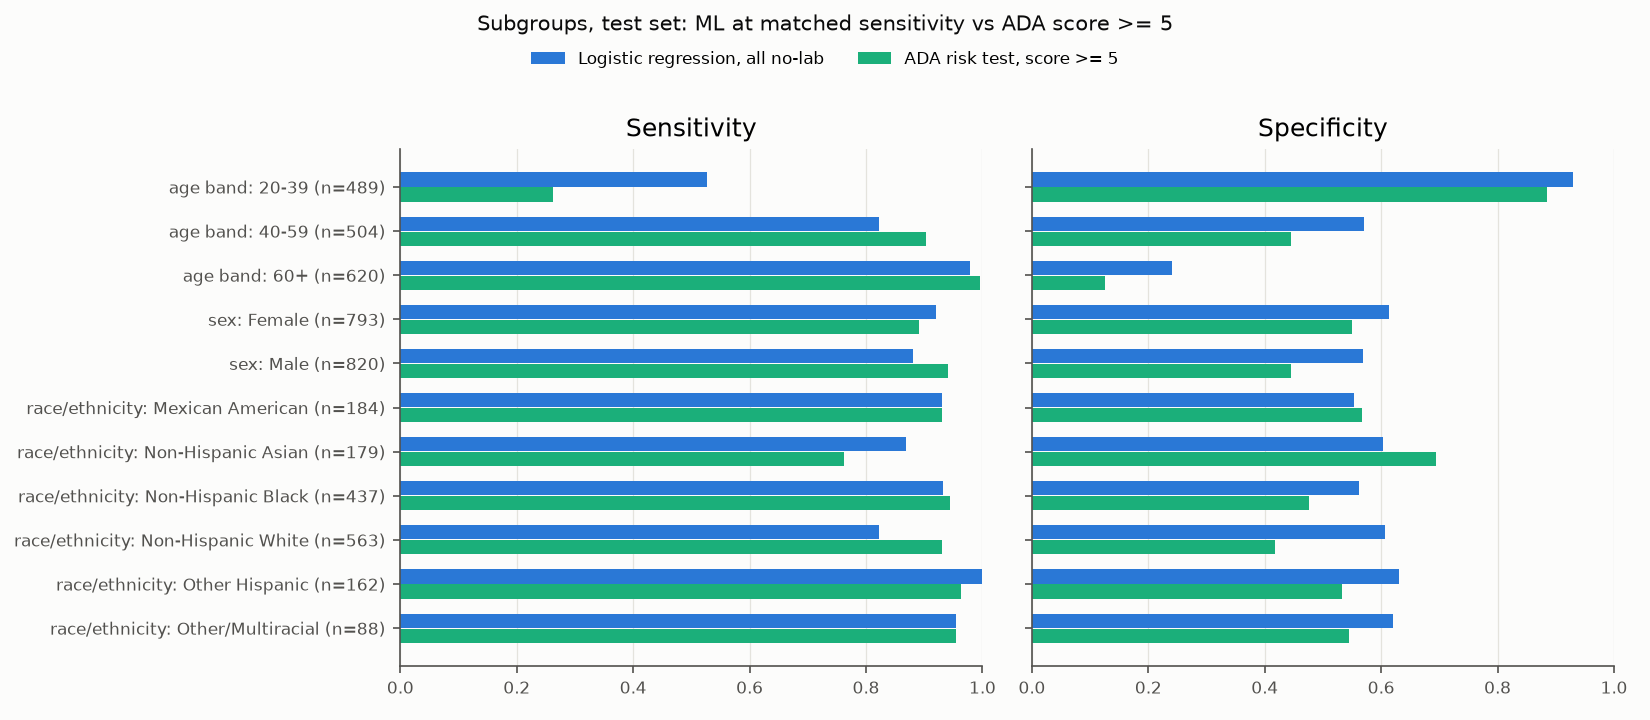 Subgroups, test set: ML at matched sensitivity vs ADA score >= 5
Logistic regression, all no-lab
ADA risk test, score >= 5
Sensitivity
Specificity
age band: 20-39 (n=489)
age band: 40-59 (n=504)
age band: 60+ (n=620)
sex: Female (n=793)
sex: Male (n=820)
race/ethnicity: Mexican American (n=184)
race/ethnicity: Non-Hispanic Asian (n=179)
race/ethnicity: Non-Hispanic Black (n=437)
race/ethnicity: Non-Hispanic White (n=563)
race/ethnicity: Other Hispanic (n=162)
race/ethnicity: Other/Multiracial (n=88)
0.0 0.2 0.4 0.6 0.8 1.0
0.0 0.2 0.4 0.6 0.8 1.0